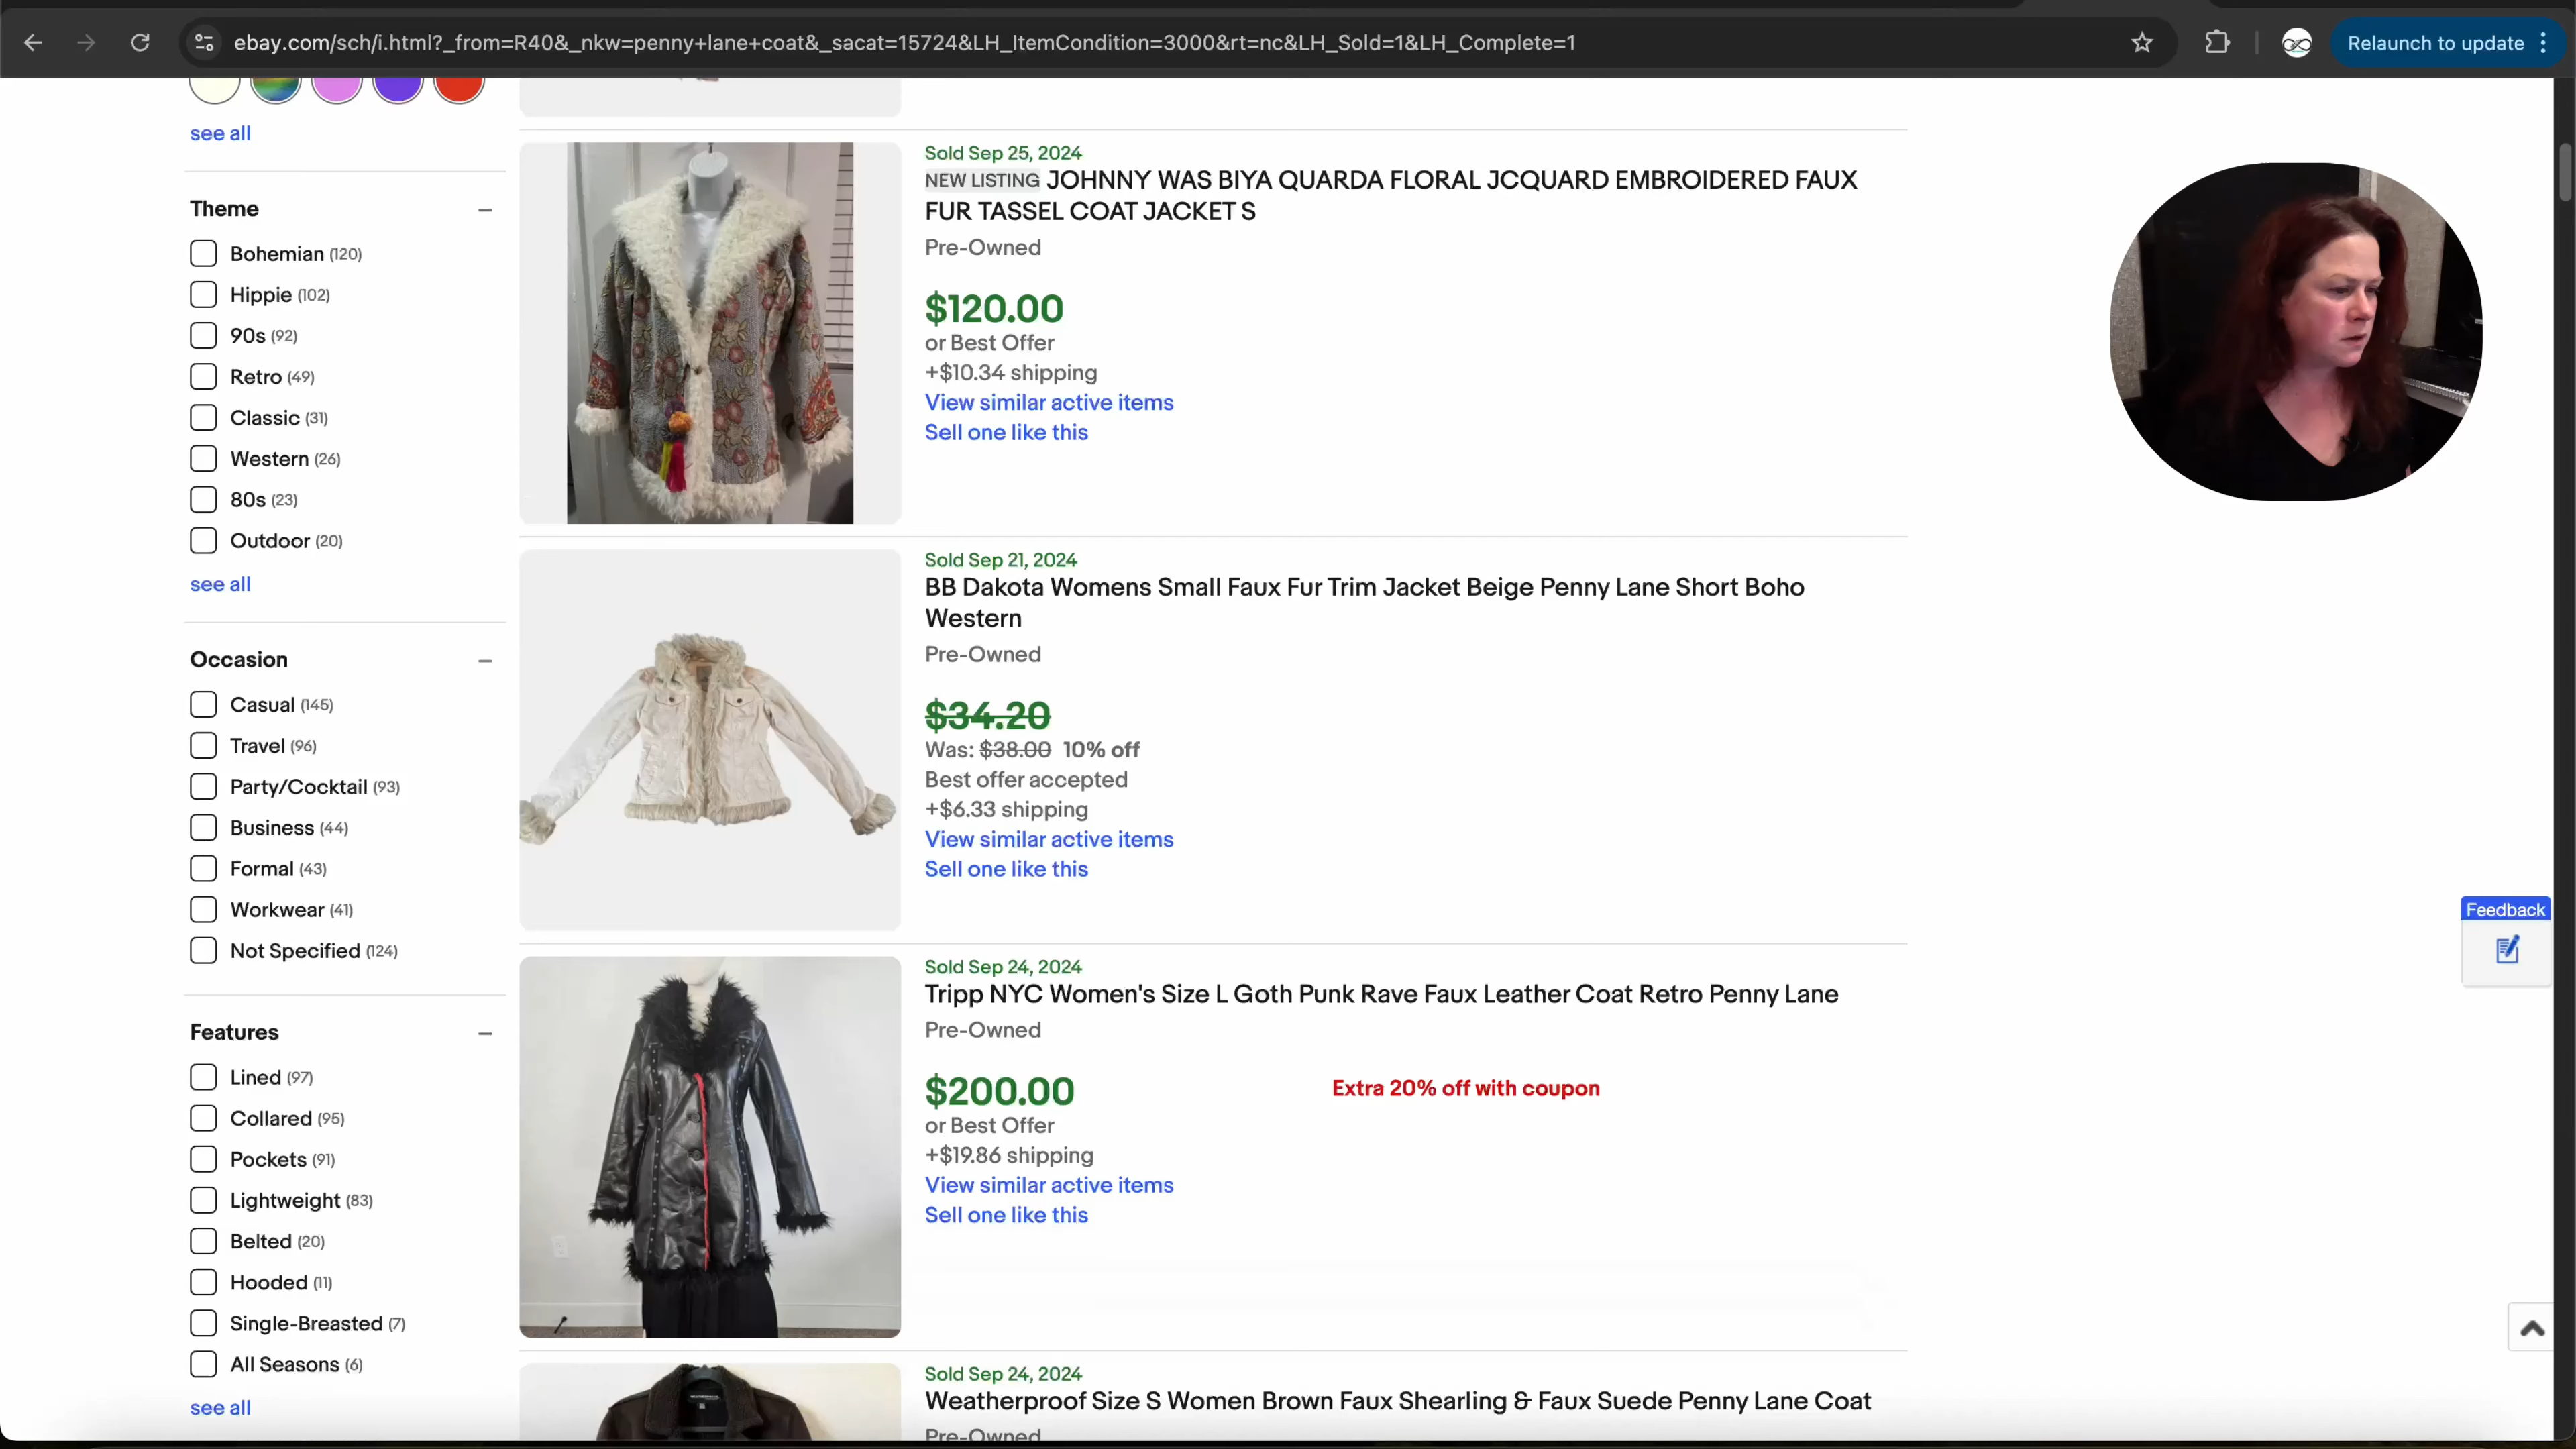 ebay.com/sch/i.html?_from=R40&_nkw=penny+lane+coat&_sacat=15724&LH_ItemCondition=3000&rt=nc&LH_Sold=1&LH_Complete=1
Relaunch to update
see all
Theme
Bohemian (120)
Hippie (102)
90s (92)
Retro (49)
Classic (31)
Western (26)
80s (23)
Outdoor (20)
see all
Occasion
Casual (145)
Travel (96)
Party/Cocktail (93)
Business (44)
Formal (43)
Workwear (41)
Not Specified (124)
Features
Lined (97)
Collared (95)
Pockets (91)
Lightweight (83)
Belted (20)
Hooded (11)
Single-Breasted (7)
All Seasons (6)
see all
Sold Sep 25, 2024
NEW LISTING JOHNNY WAS BIYA QUARDA FLORAL JCQUARD EMBROIDERED FAUX
FUR TASSEL COAT JACKET S
Pre-Owned
$120.00
or Best Offer
+$10.34 shipping
View similar active items
Sell one like this
Sold Sep 21, 2024
BB Dakota Womens Small Faux Fur Trim Jacket Beige Penny Lane Short Boho
Western
Pre-Owned
$34.20
Was: $38.00 10% off
Best offer accepted
+$6.33 shipping
View similar active items
Sell one like this
Sold Sep 24, 2024
Tripp NYC Women's Size L Goth Punk Rave Faux Leather Coat Retro Penny Lane
Pre-Owned
$200.00
Extra 20% off with coupon
or Best Offer
+$19.86 shipping
View similar active items
Sell one like this
Sold Sep 24, 2024
Weatherproof Size S Women Brown Faux Shearling & Faux Suede Penny Lane Coat
Pre-Owned
Feedback